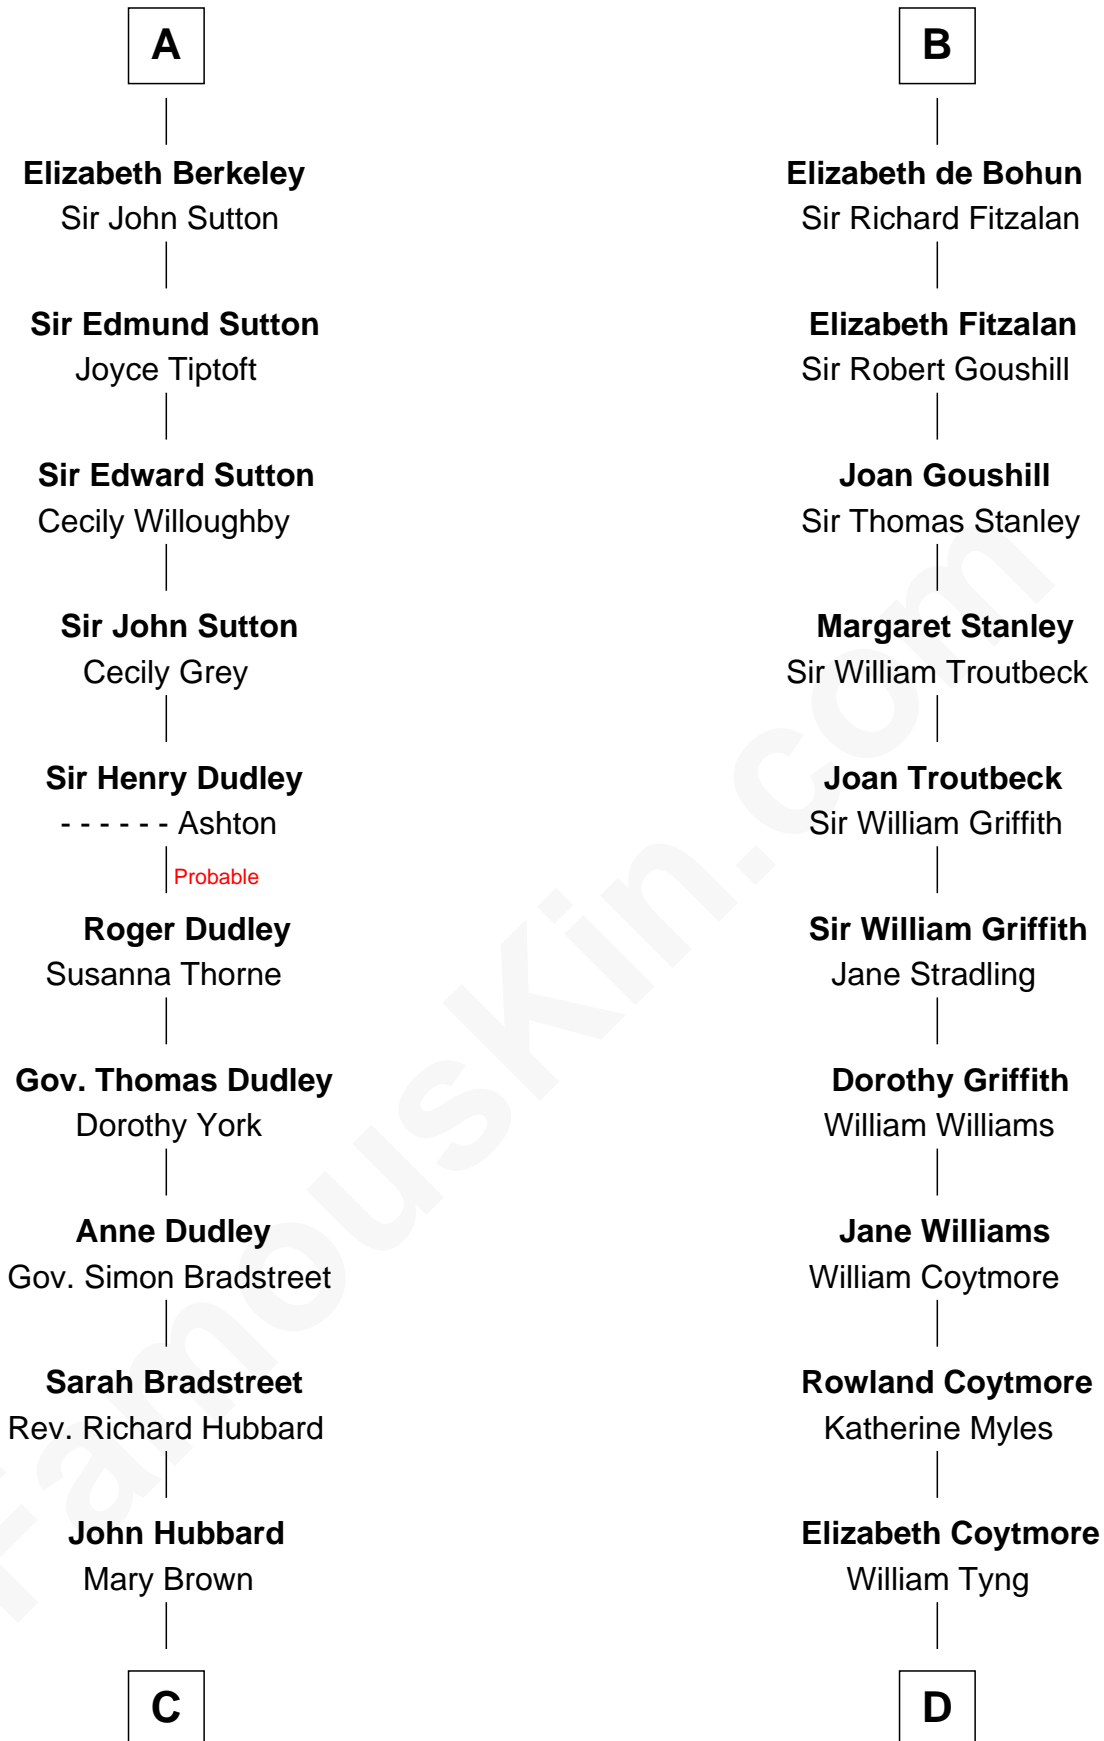 A
Elizabeth Berkeley
Sir John Sutton
Sir Edmund Sutton
Joyce Tiptoft
Sir Edward Sutton
Cecily Willoughby
Sir John Sutton
Cecily Grey
Sir Henry Dudley
- - - - - - Ashton
Probable
Roger Dudley
Susanna Thorne
Gov. Thomas Dudley
Dorothy York
Anne Dudley
Gov. Simon Bradstreet
Sarah Bradstreet
Rev. Richard Hubbard
John Hubbard
Mary Brown
C
B
Elizabeth de Bohun
Sir Richard Fitzalan
Elizabeth Fitzalan
Sir Robert Goushill
Joan Goushill
Sir Thomas Stanley
Margaret Stanley
Sir William Troutbeck
Joan Troutbeck
Sir William Griffith
Sir William Griffith
Jane Stradling
Dorothy Griffith
William Williams
Jane Williams
William Coytmore
Rowland Coytmore
Katherine Myles
Elizabeth Coytmore
William Tyng
D
FamousKin.com